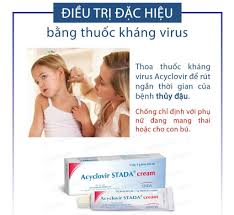 ĐIỀU TRỊ ĐẶC HIỆU
bằng thuốc kháng virus
Thoa thuốc kháng
virus Acyclovir để rút
ngắn thời gian của
bệnh thủy đậu.
Chống chỉ định với phụ
nữ đang mang thai
hoặc cho con bú.
Acyclovir STADA® cream
STADA
Acyclovir STADA® cream